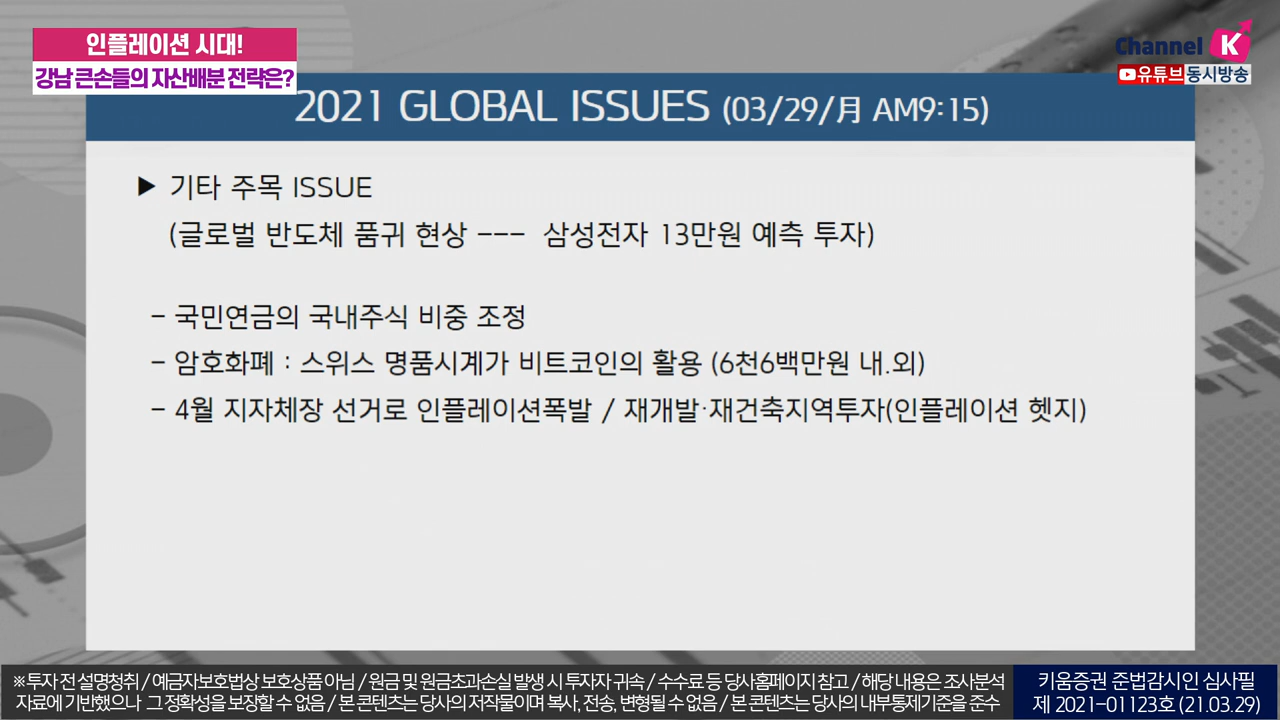 인플레이션 시대!
강남 큰손들의 자산배분 전략은?
Channel K
유튜브 동시방송
2021 GLOBAL ISSUES (03/29/月 AM9:15)
▶ 기타 주목 ISSUE
(글로벌 반도체 품귀 현상 --- 삼성전자 13만원 예측 투자)
- 국민연금의 국내주식 비중 조정
- 암호화폐 : 스위스 명품시계가 비트코인의 활용 (6천6백만원 내.외)
- 4월 지자체장 선거로 인플레이션폭발 / 재개발·재건축지역투자(인플레이션 헷지)
※ 투자 전 설명청취 / 예금자보호법상 보호상품 아님 / 원금 및 원금초과손실 발생 시 투자자 귀속 / 수수료 등 당사홈페이지 참고 / 해당 내용은 조사분석
자료에 기반했으나 그 정확성을 보장할 수 없음 / 본 콘텐츠는 당사의 저작물이며 복사, 전송, 변형될 수 없음 / 본 콘텐츠는 당사의 내부통제기준을 준수
키움증권 준법감시인 심사필
제 2021-01123호 (21.03.29)